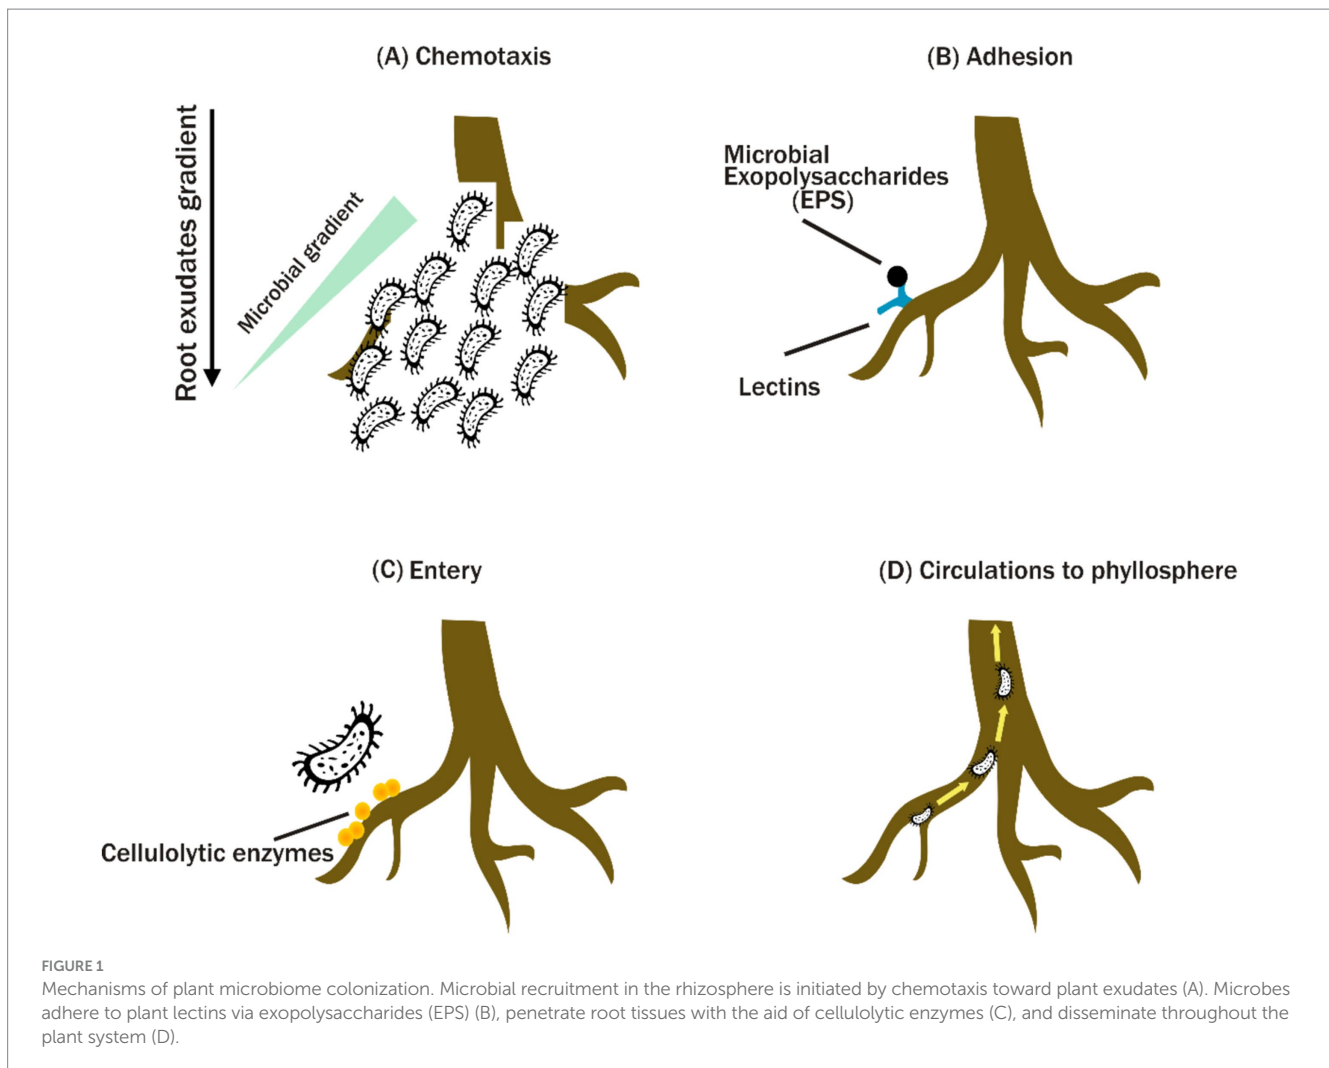 (A) Chemotaxis
Root exudates gradient
Microbial gradient
(B) Adhesion
Microbial
Exopolysaccharides
(EPS)
Lectins
(C) Entery
Cellulolytic enzymes
(D) Circulations to phyllosphere
FIGURE 1
Mechanisms of plant microbiome colonization. Microbial recruitment in the rhizosphere is initiated by chemotaxis toward plant exudates (A). Microbes
adhere to plant lectins via exopolysaccharides (EPS) (B), penetrate root tissues with the aid of cellulolytic enzymes (C), and disseminate throughout the
plant system (D).